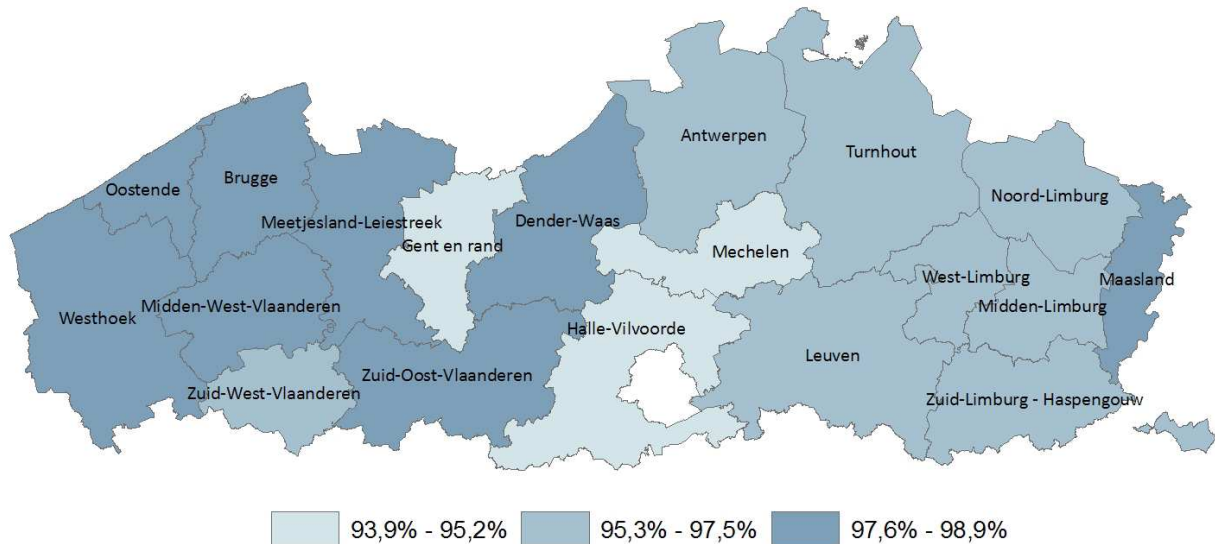 Antwerpen
Turnhout
Oostende
Brugge
Noord-Limburg
Meetjesland-Leiestreek
Dender-Waas
Gent en rand
Mechelen
West-Limburg
Maasland
Westhoek
Midden-West-Vlaanderen
Midden-Limburg
Halle-Vilvoorde
Leuven
Zuid-Oost-Vlaanderen
Zuid-West-Vlaanderen
Zuid-Limburg - Haspengouw
93,9% - 95,2%
95,3% - 97,5%
97,6% - 98,9%